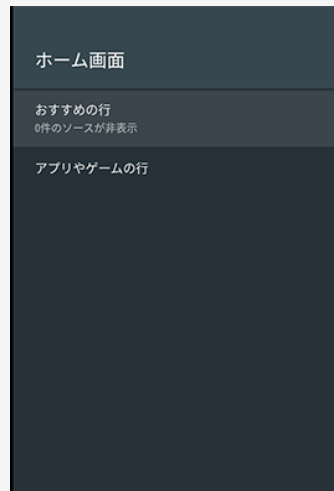 ホーム画面
おすすめの行
0件のソースが非表示
アプリやゲームの行